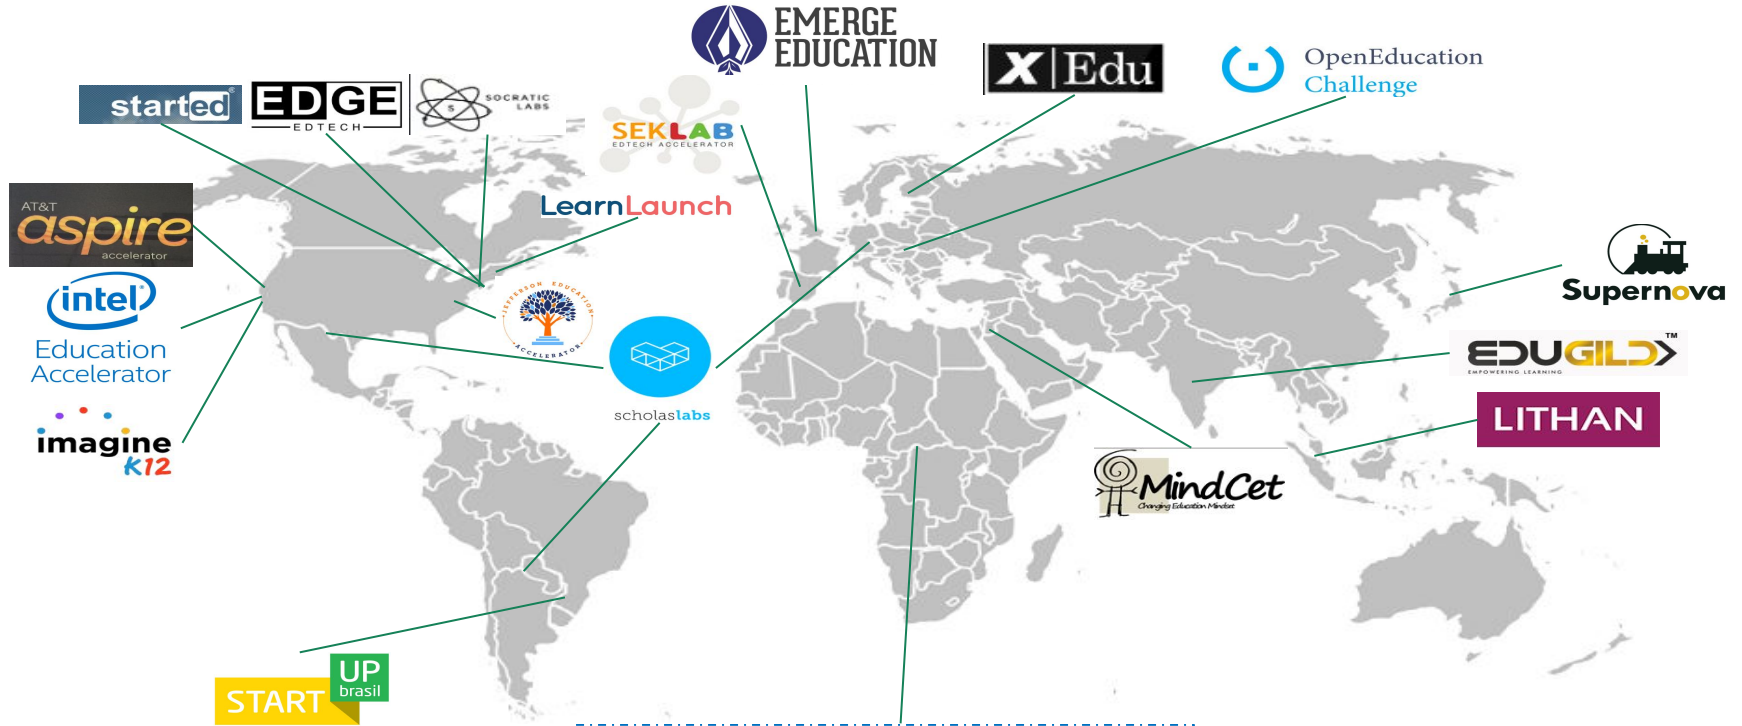 EMERGE
EDUCATION
X Edu
OpenEducation
Challenge
started
EDGE
EDTECH
S
SOCRATIC
LABS
SEKLAB
EDTECH ACCELERATOR
LearnLaunch
AT&T
aspire
accelerator
intel
Education
Accelerator
imagine
K12
JEFFERSON EDUCATION
ACCELERATOR
scholaslabs
Supernova
EDUGILD TM
EMPOWERING LEARNING
LITHAN
MindCet
Changing Education Mindset
START
UP
brasil